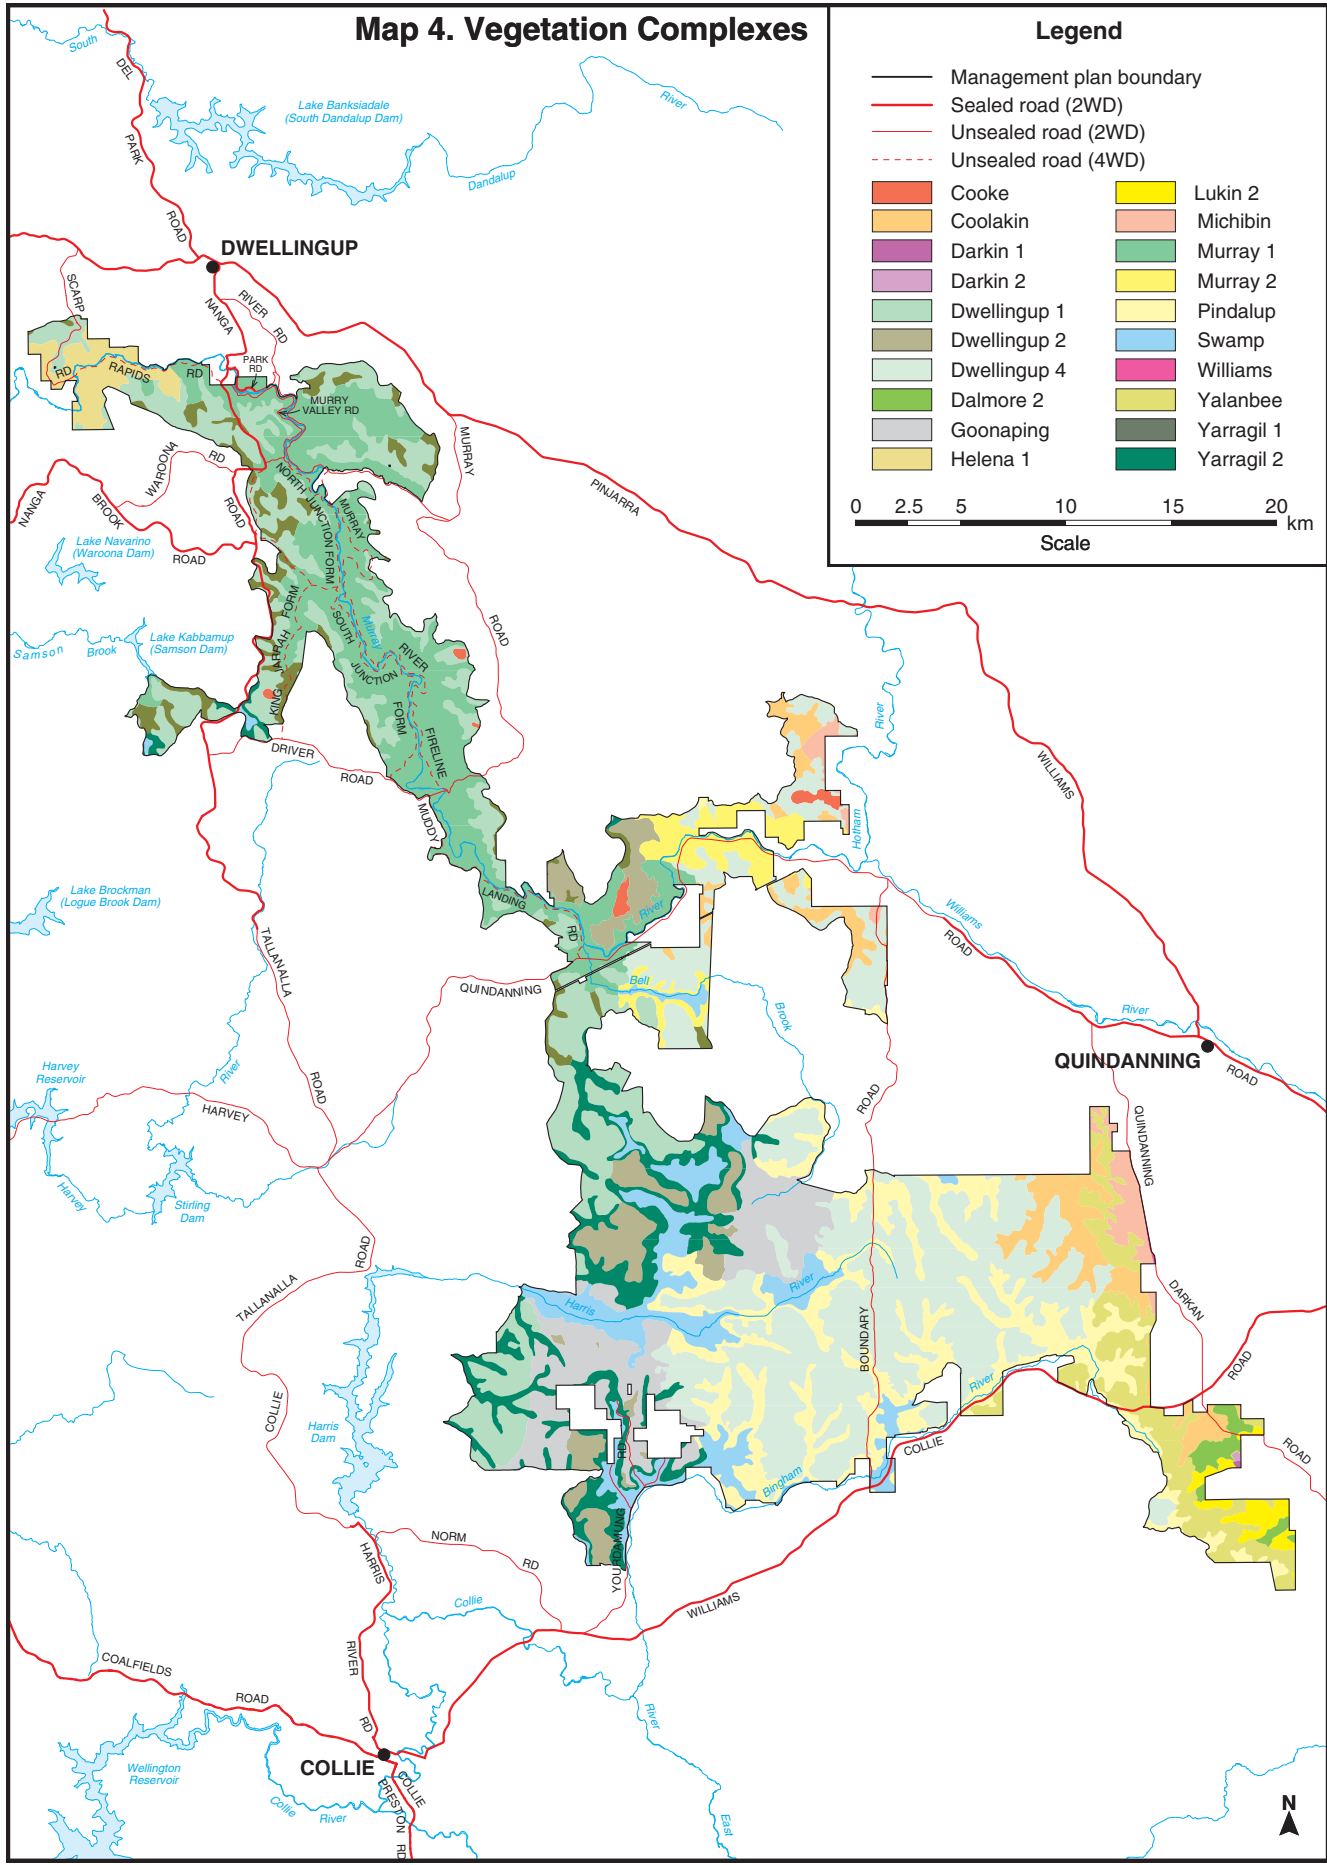 Map 4. Vegetation Complexes
Legend
Management plan boundary
Sealed road (2WD)
Unsealed road (2WD)
Unsealed road (4WD)
Cooke
Coolakin
Darkin 1
Darkin 2
Dwellingup 1
Dwellingup 2
Dwellingup 4
Dalmore 2
Goonaping
Helena 1
Lukin 2
Michibin
Murray 1
Murray 2
Pindalup
Swamp
Williams
Yalanbee
Yarragil 1
Yarragil 2
0 2.5 5 10 15 20 km
Scale
South
DEL
PARK
ROAD
Lake Banksiadale
(South Dandalup Dam)
River
Dandalup
DWELLINGUP
SCARP
RD
RAPIDS
RD
NANGA
RIVER
RD
PARK
RD
MURRY
VALLEY RD
MURRAY
PINJARRA
WAROONA
RD
NANGA
BROOK
ROAD
ROAD
NORTH
JUNCTION FORM
MURRAY
Lake Navarino
(Waroona Dam)
Samson
Brook
Lake Kabbamup
(Samson Dam)
FORM
JARRAH
KING
SOUTH
JUNCTION
FORM
Murray
RIVER
FIRELINE
ROAD
DRIVER
ROAD
MUDDY
LANDING
RD
River
River
Hotham
WILLIAMS
Williams
ROAD
River
QUINDANNING
ROAD
Lake Brockman
(Logue Brook Dam)
TALLANALLA
QUINDANNING
Bell
Brook
ROAD
QUINDANNING
Harvey
Reservoir
River
HARVEY
ROAD
Harvey
Stirling
Dam
ROAD
TALLANALLA
Harris
River
BOUNDARY
DARKAN
ROAD
COLLIE
Harris
Dam
RD
River
COLLIE
Bingham
ROAD
YOURDAMUNG
NORM
RD
HARRIS
Collie
WILLIAMS
RIVER
RD
COALFIELDS
ROAD
River
Wellington
Reservoir
COLLIE
COLLIE
PRESTON
RD
Collie
River
East
N